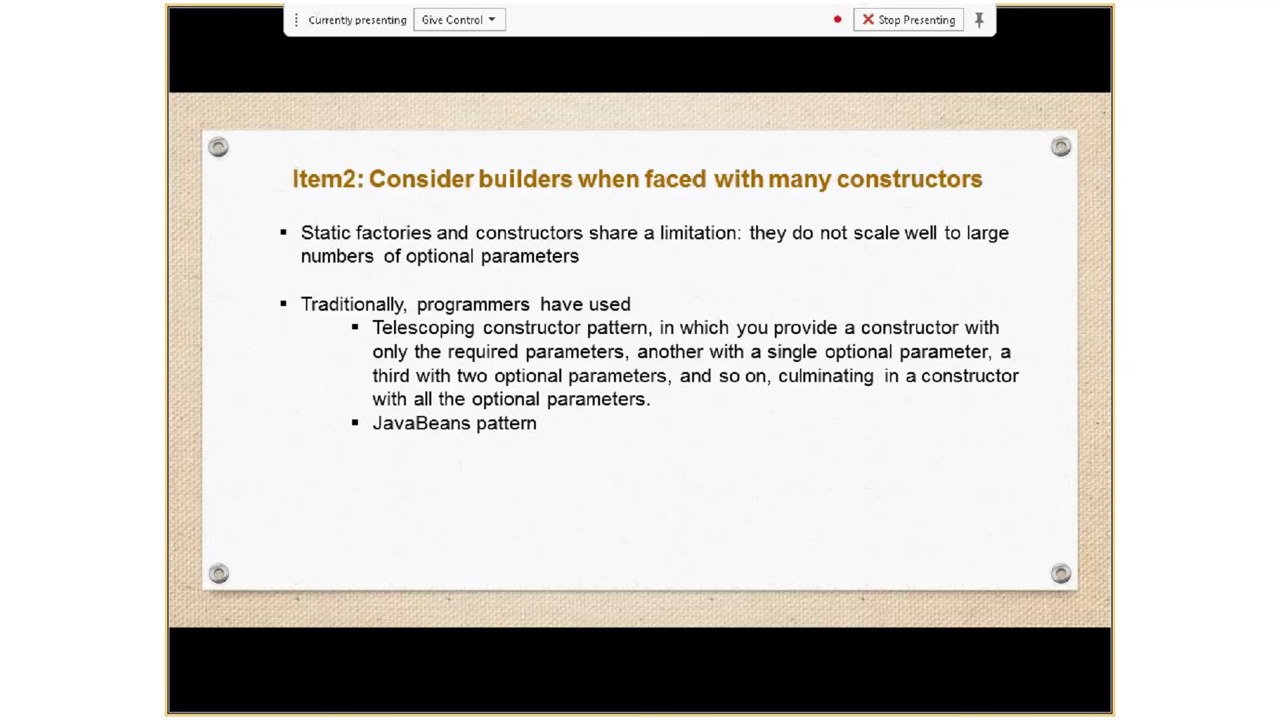 Currently presenting Give Control Stop Presenting
Item2: Consider builders when faced with many constructors
▪ Static factories and constructors share a limitation: they do not scale well to large
numbers of optional parameters
▪ Traditionally, programmers have used
▪ Telescoping constructor pattern, in which you provide a constructor with
only the required parameters, another with a single optional parameter, a
third with two optional parameters, and so on, culminating in a constructor
with all the optional parameters.
▪ JavaBeans pattern